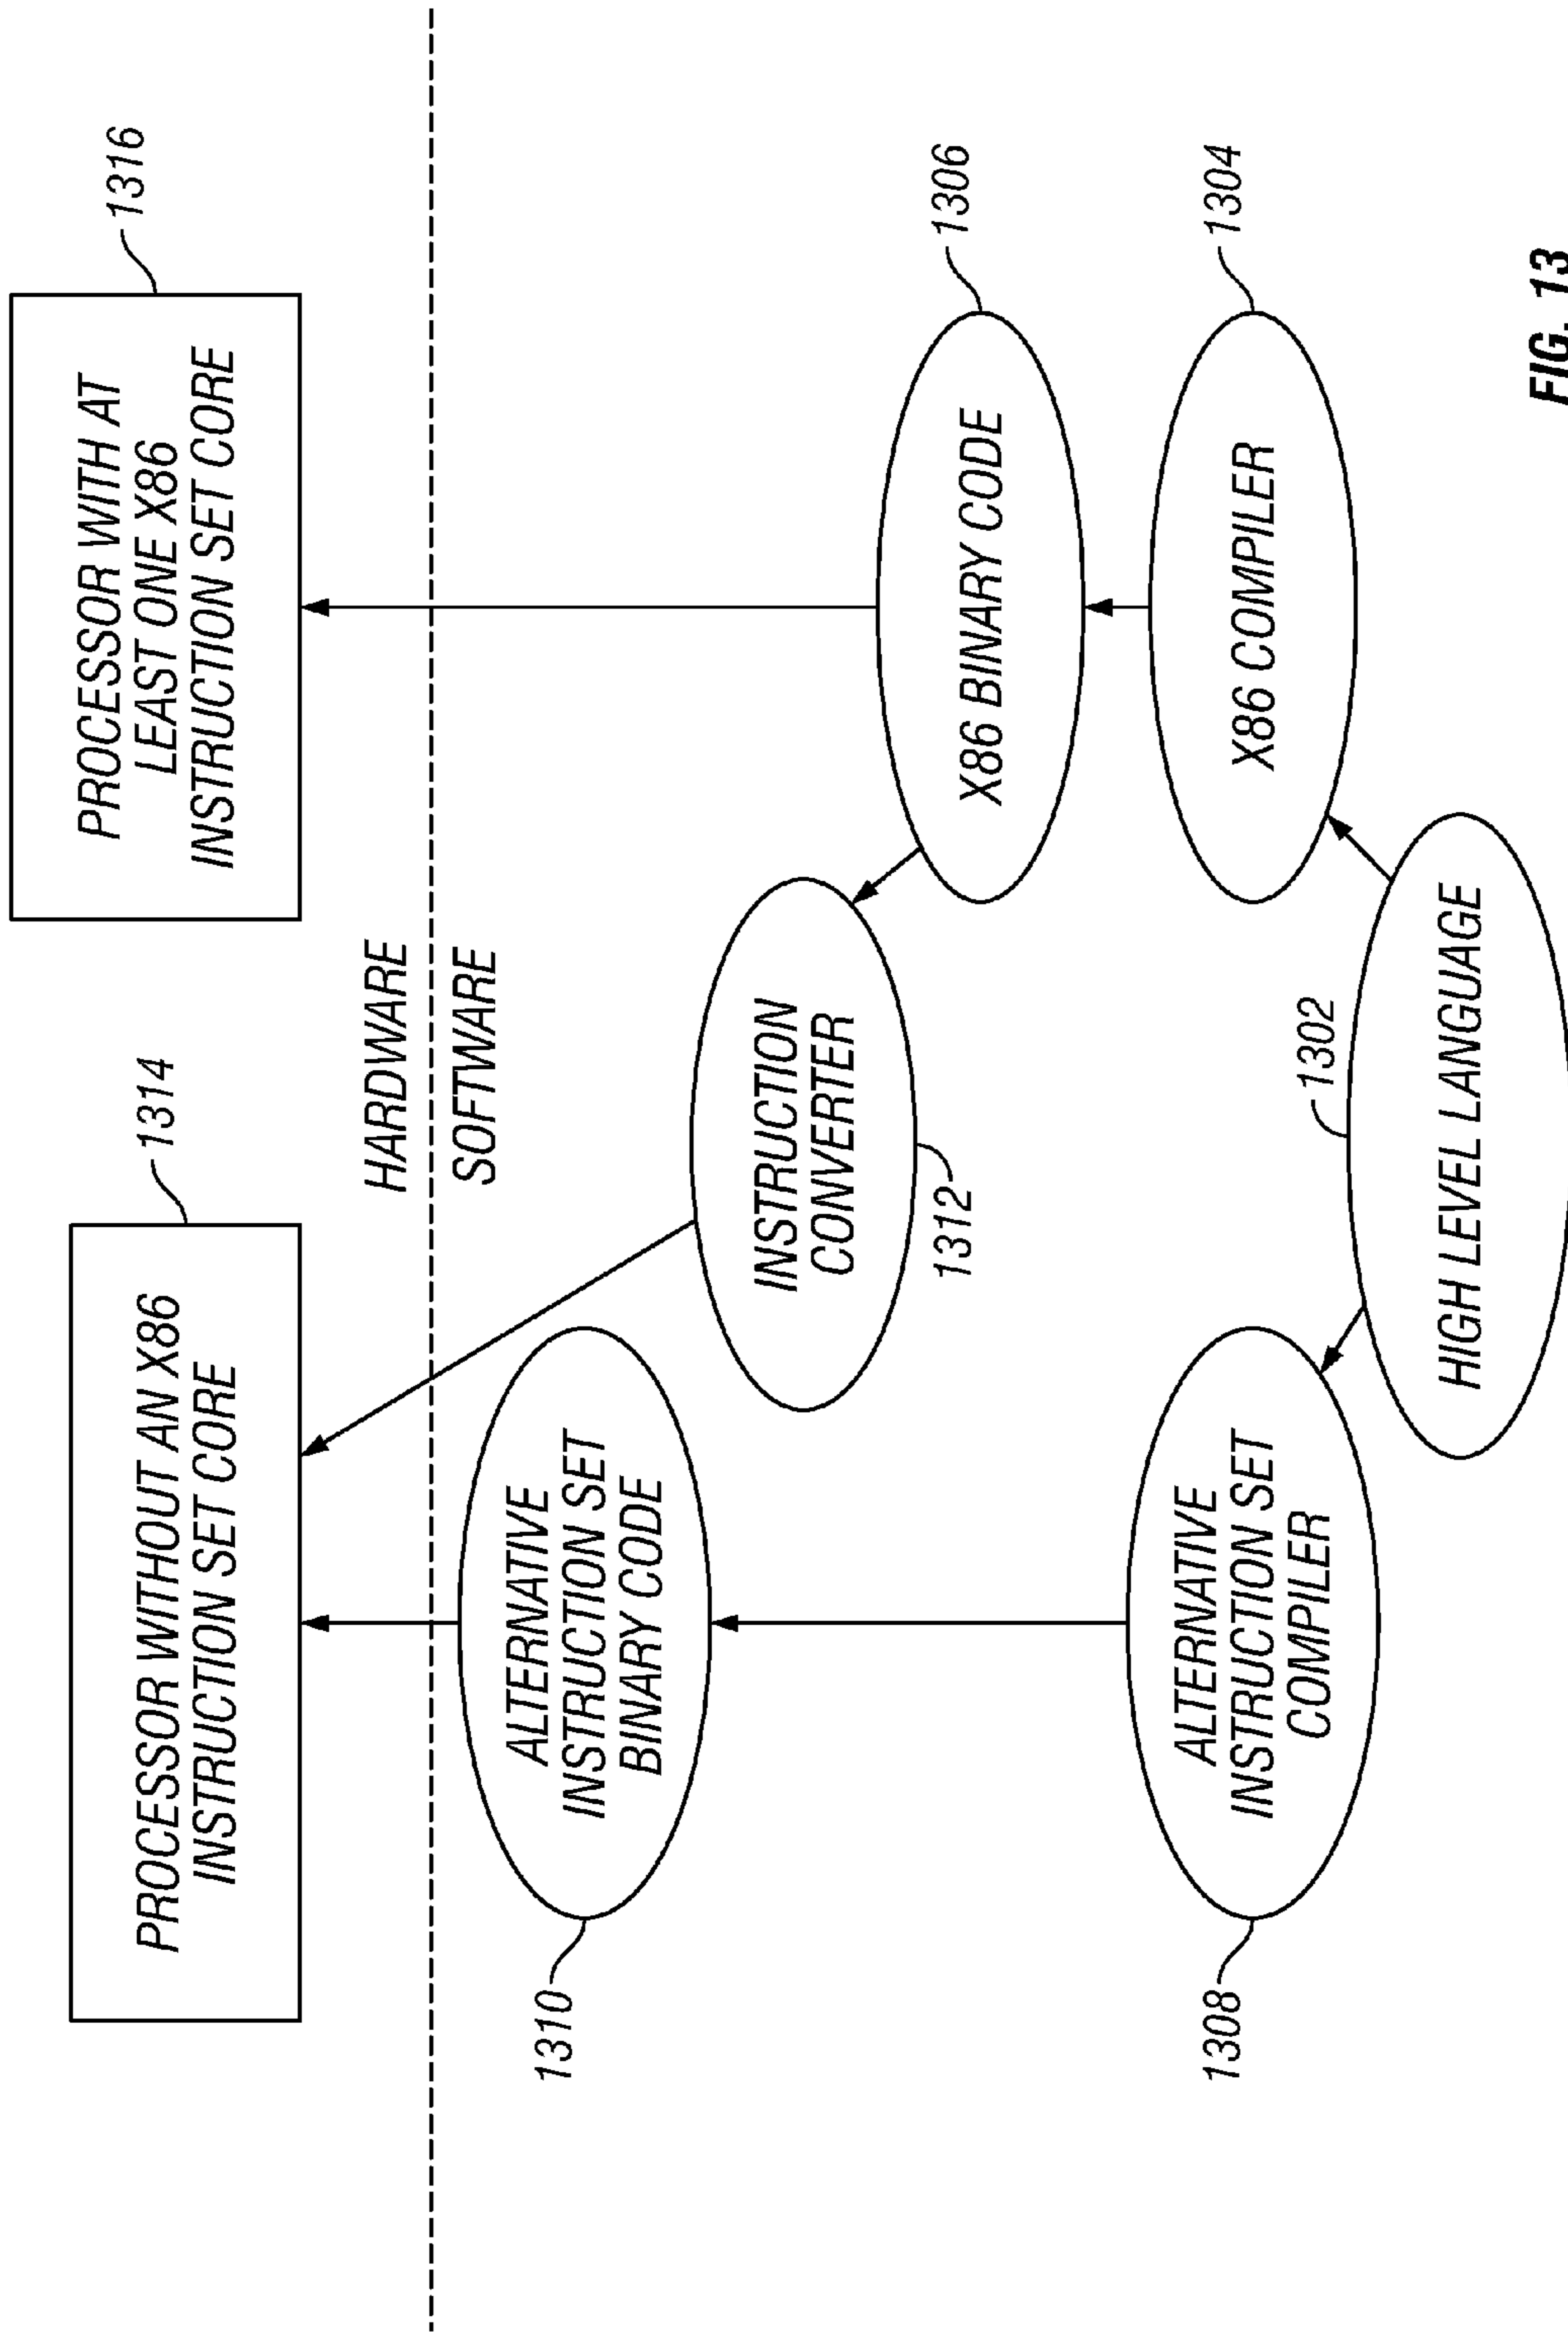 PROCESSOR WITHOUT AN X86
INSTRUCTION SET CORE
1314
PROCESSOR WITH AT
LEAST ONE X86
INSTRUCTION SET CORE
1316
HARDWARE
SOFTWARE
1310
ALTERNATIVE
INSTRUCTION SET
BINARY CODE
INSTRUCTION
CONVERTER
1312
X86 BINARY CODE
1306
1308
ALTERNATIVE
INSTRUCTION SET
COMPILER
X86 COMPILER
1304
1302
HIGH LEVEL LANGUAGE
FIG. 13